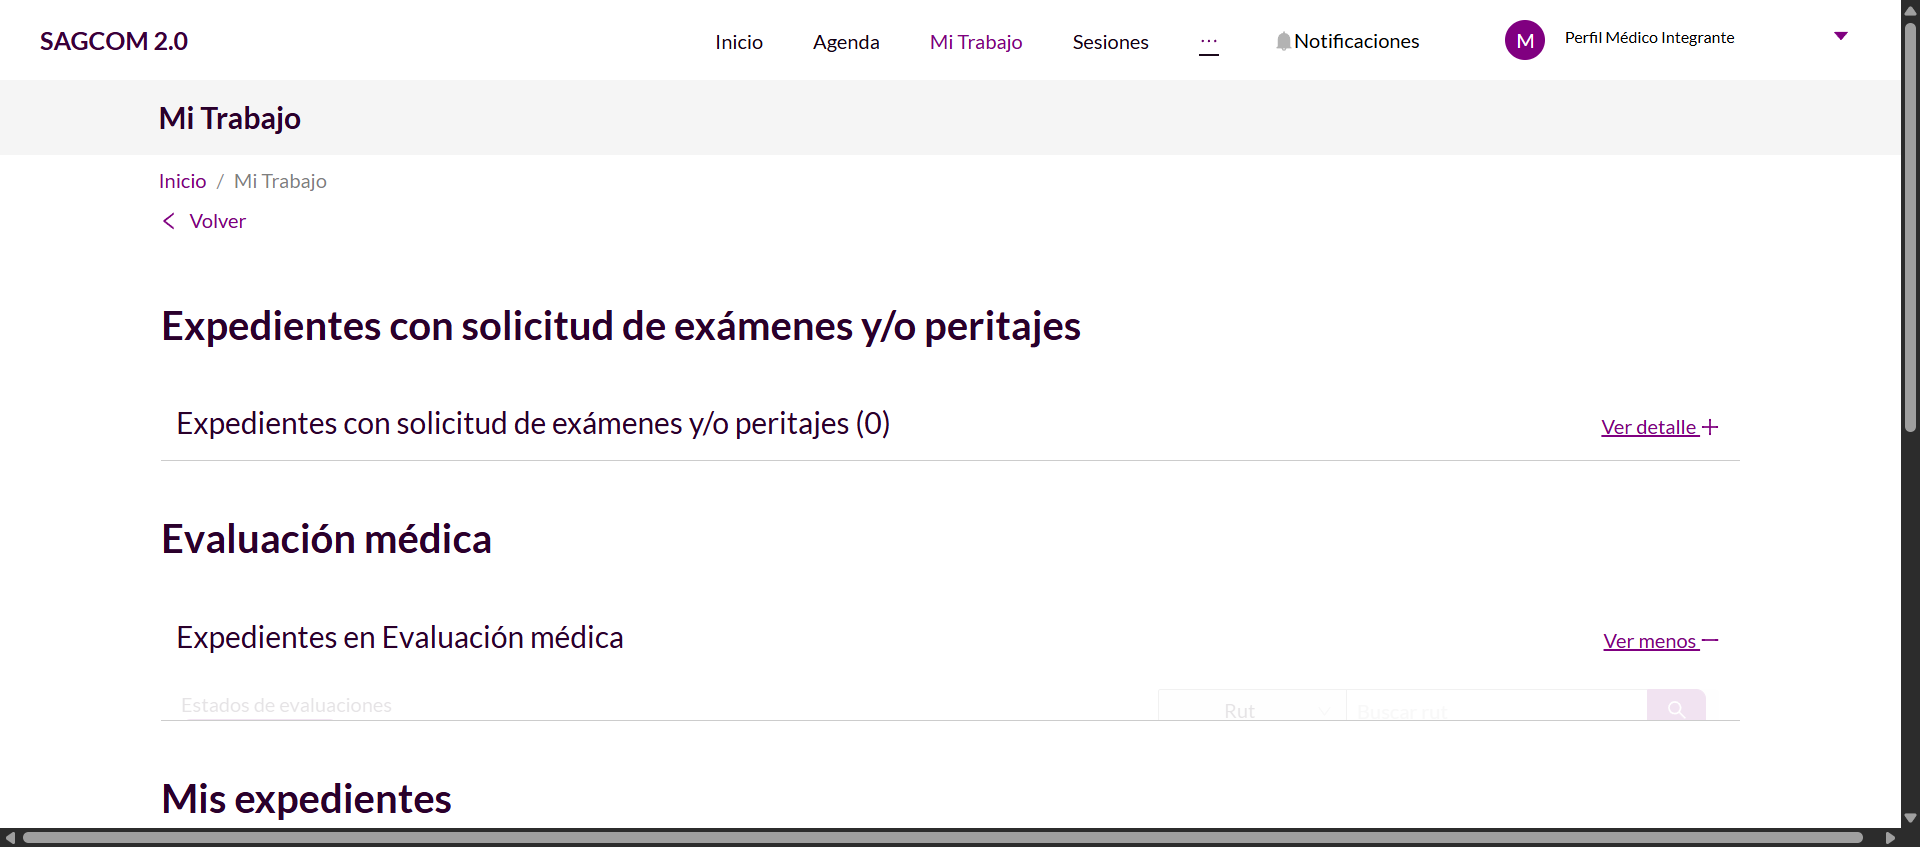 SAGCOM 2.0
Inicio Agenda Mi Trabajo Sesiones ... Notificaciones M Perfil Médico Integrante
Mi Trabajo
Inicio / Mi Trabajo
Volver
Expedientes con solicitud de exámenes y/o peritajes
Expedientes con solicitud de exámenes y/o peritajes (0)
Ver detalle
Evaluación médica
Expedientes en Evaluación médica
Ver menos
Estados de evaluaciones
Rut
Buscar rut
Mis expedientes